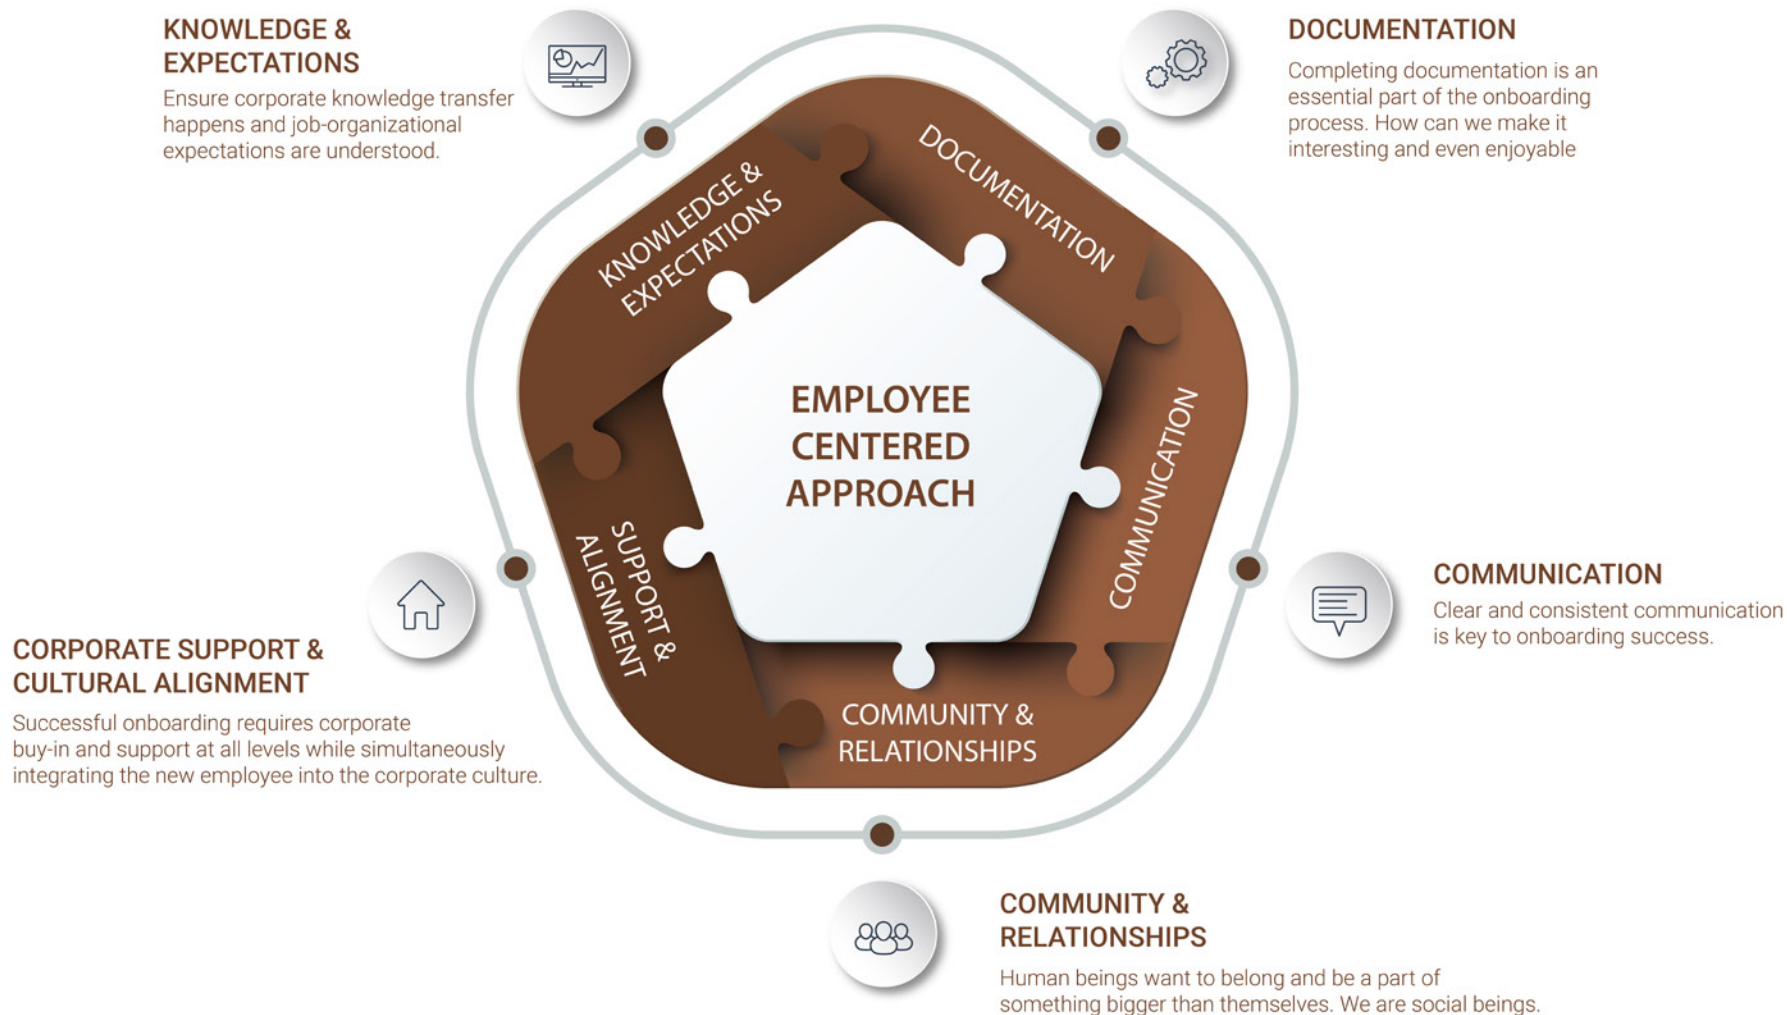 KNOWLEDGE &
EXPECTATIONS
Ensure corporate knowledge transfer
happens and job-organizational
expectations are understood.
DOCUMENTATION
Completing documentation is an
essential part of the onboarding
process. How can we make it
interesting and even enjoyable
KNOWLEDGE &
EXPECTATIONS
DOCUMENTATION
EMPLOYEE
CENTERED
APPROACH
COMMUNICATION
SUPPORT &
ALIGNMENT
COMMUNITY &
RELATIONSHIPS
COMMUNICATION
Clear and consistent communication
is key to onboarding success.
CORPORATE SUPPORT &
CULTURAL ALIGNMENT
Successful onboarding requires corporate
buy-in and support at all levels while simultaneously
integrating the new employee into the corporate culture.
COMMUNITY &
RELATIONSHIPS
Human beings want to belong and be a part of
something bigger than themselves. We are social beings.